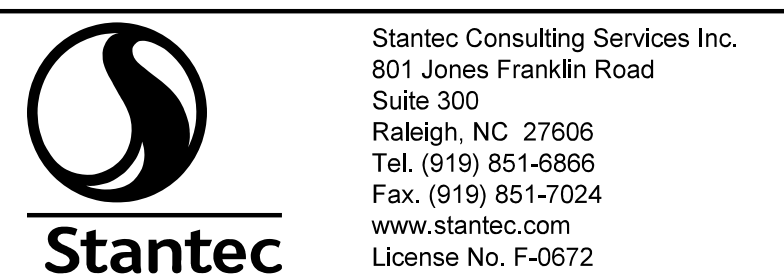 Stantec
Stantec Consulting Services Inc.
801 Jones Franklin Road
Suite 300
Raleigh, NC  27606
Tel. (919) 851-6866
Fax. (919) 851-7024
www.stantec.com
License No. F-0672